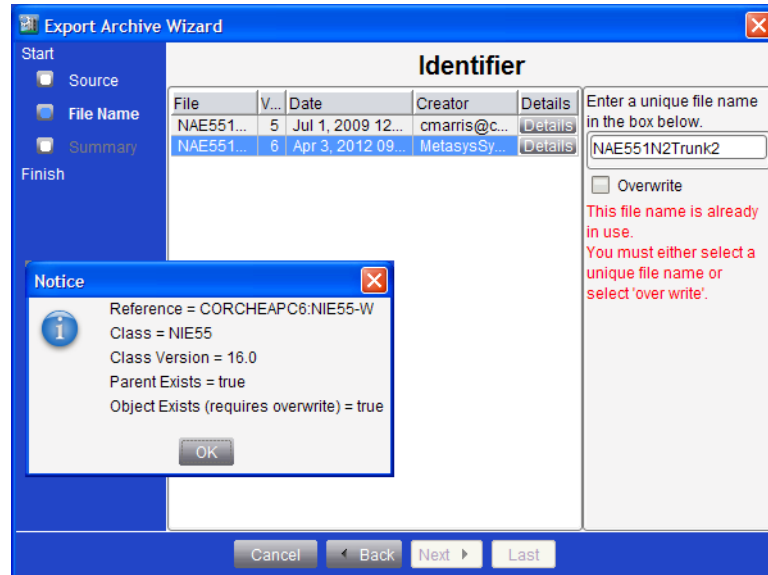 Export Archive Wizard
Identifier
Start
Source
File Name
Summary
Finish
File V... Date Creator Details
NAE551... 5 Jul 1, 2009 12... cmarris@c... Details
NAE551... 6 Apr 3, 2012 09... MetasysSy... Details
Enter a unique file name
in the box below.
NAE551N2Trunk2
Overwrite
This file name is already
in use.
You must either select a
unique file name or
select 'over write'.
Notice
Reference = CORCHEAPC6:NIE55-W
Class = NIE55
Class Version = 16.0
Parent Exists = true
Object Exists (requires overwrite) = true
OK
Cancel
Back
Next
Last